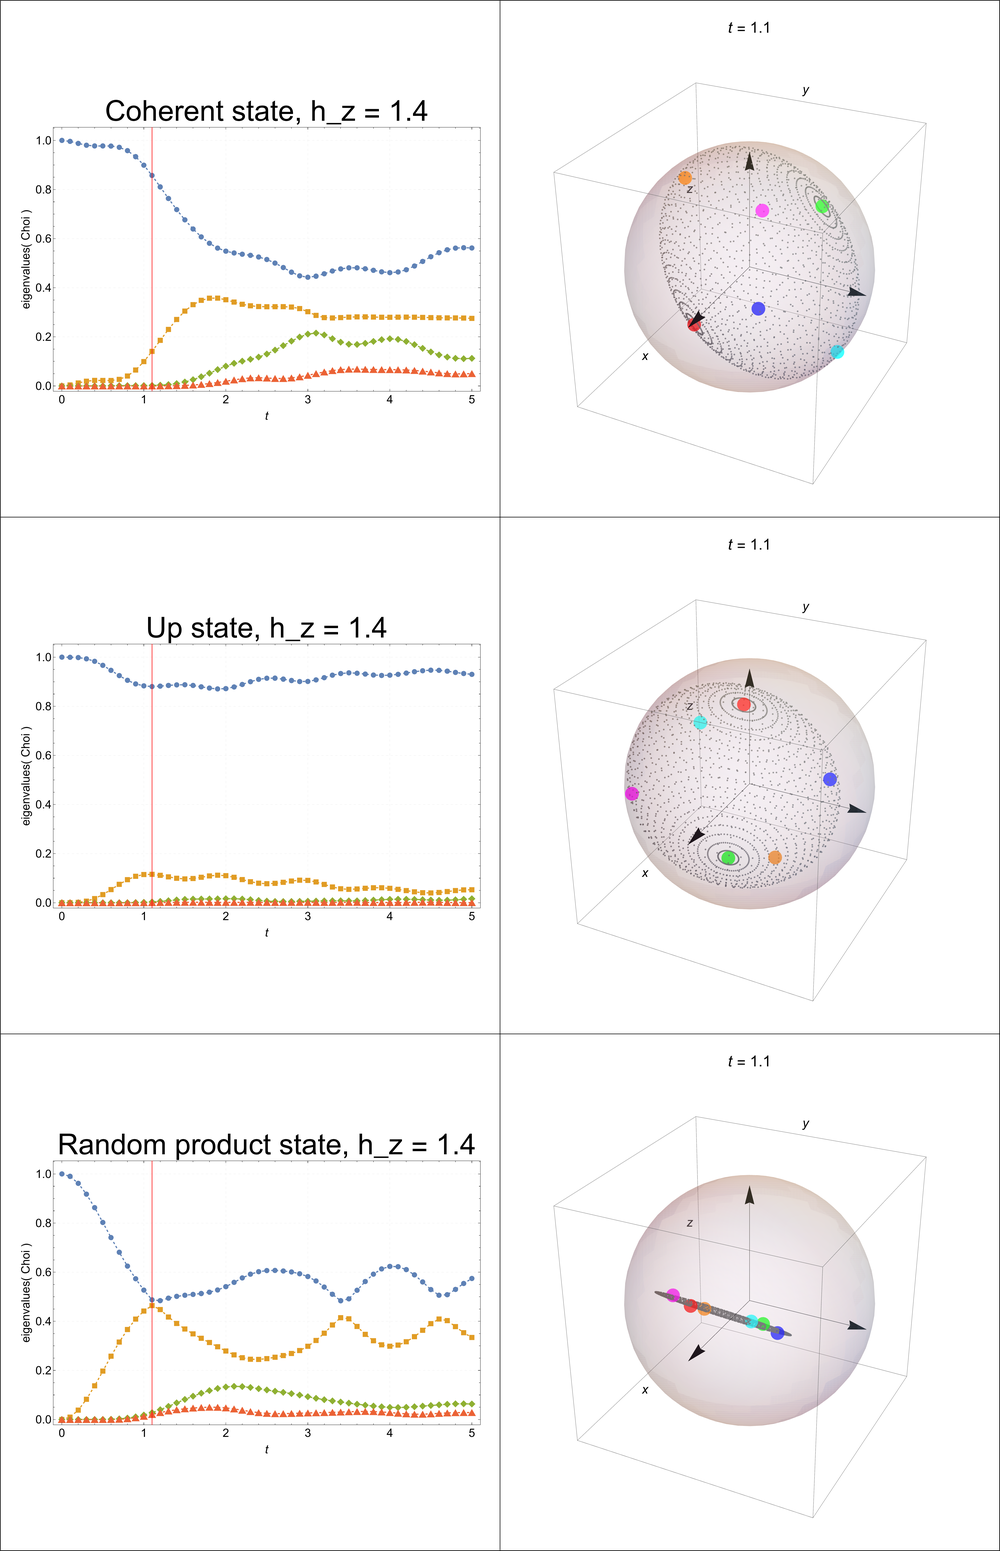 Coherent state, h_z = 1.4
eigenvalues( Choi )
1.0
0.8
0.6
0.4
0.2
0.0
0 1 2 3 4 5
t
t = 1.1
y
z
x
Up state, h_z = 1.4
eigenvalues( Choi )
1.0
0.8
0.6
0.4
0.2
0.0
0 1 2 3 4 5
t
t = 1.1
y
z
x
Random product state, h_z = 1.4
eigenvalues( Choi )
1.0
0.8
0.6
0.4
0.2
0.0
0 1 2 3 4 5
t
t = 1.1
y
z
x